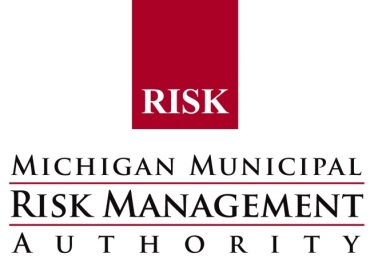 RISK
MICHIGAN MUNICIPAL
RISK MANAGEMENT
AUTHORITY